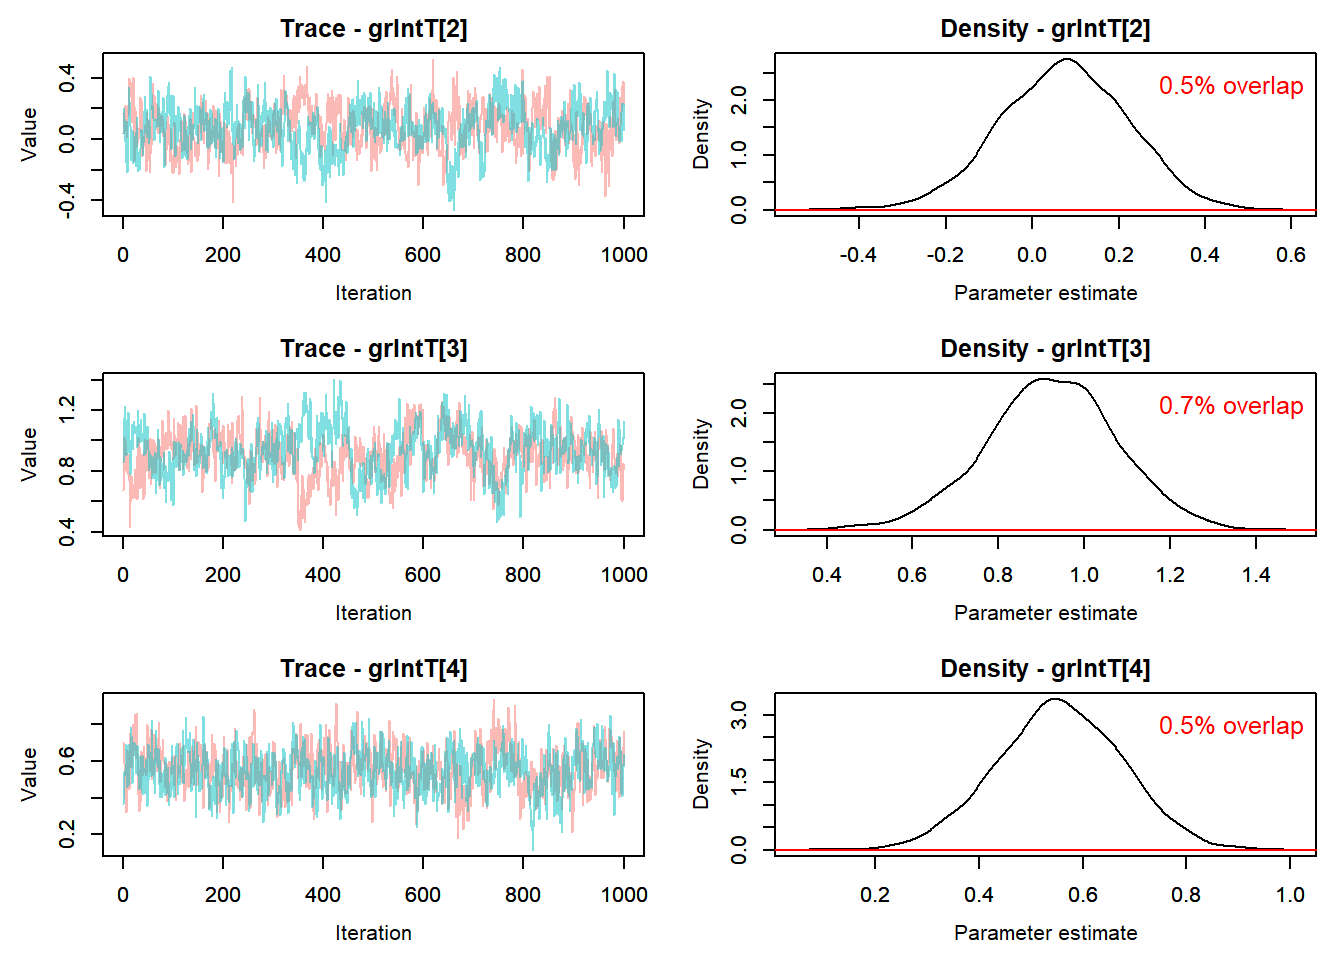 Trace - grIntT[2]
Value
-0.4 0.0 0.4
0 200 400 600 800 1000
Iteration
Density - grIntT[2]
0.5% overlap
Density
0.0 1.0 2.0
-0.4 -0.2 0.0 0.2 0.4 0.6
Parameter estimate
Trace - grIntT[3]
Value
0.4 0.8 1.2
0 200 400 600 800 1000
Iteration
Density - grIntT[3]
0.7% overlap
Density
0.0 1.0 2.0
0.4 0.6 0.8 1.0 1.2 1.4
Parameter estimate
Trace - grIntT[4]
Value
0.2 0.6
0 200 400 600 800 1000
Iteration
Density - grIntT[4]
0.5% overlap
Density
0.0 1.5 3.0
0.2 0.4 0.6 0.8 1.0
Parameter estimate